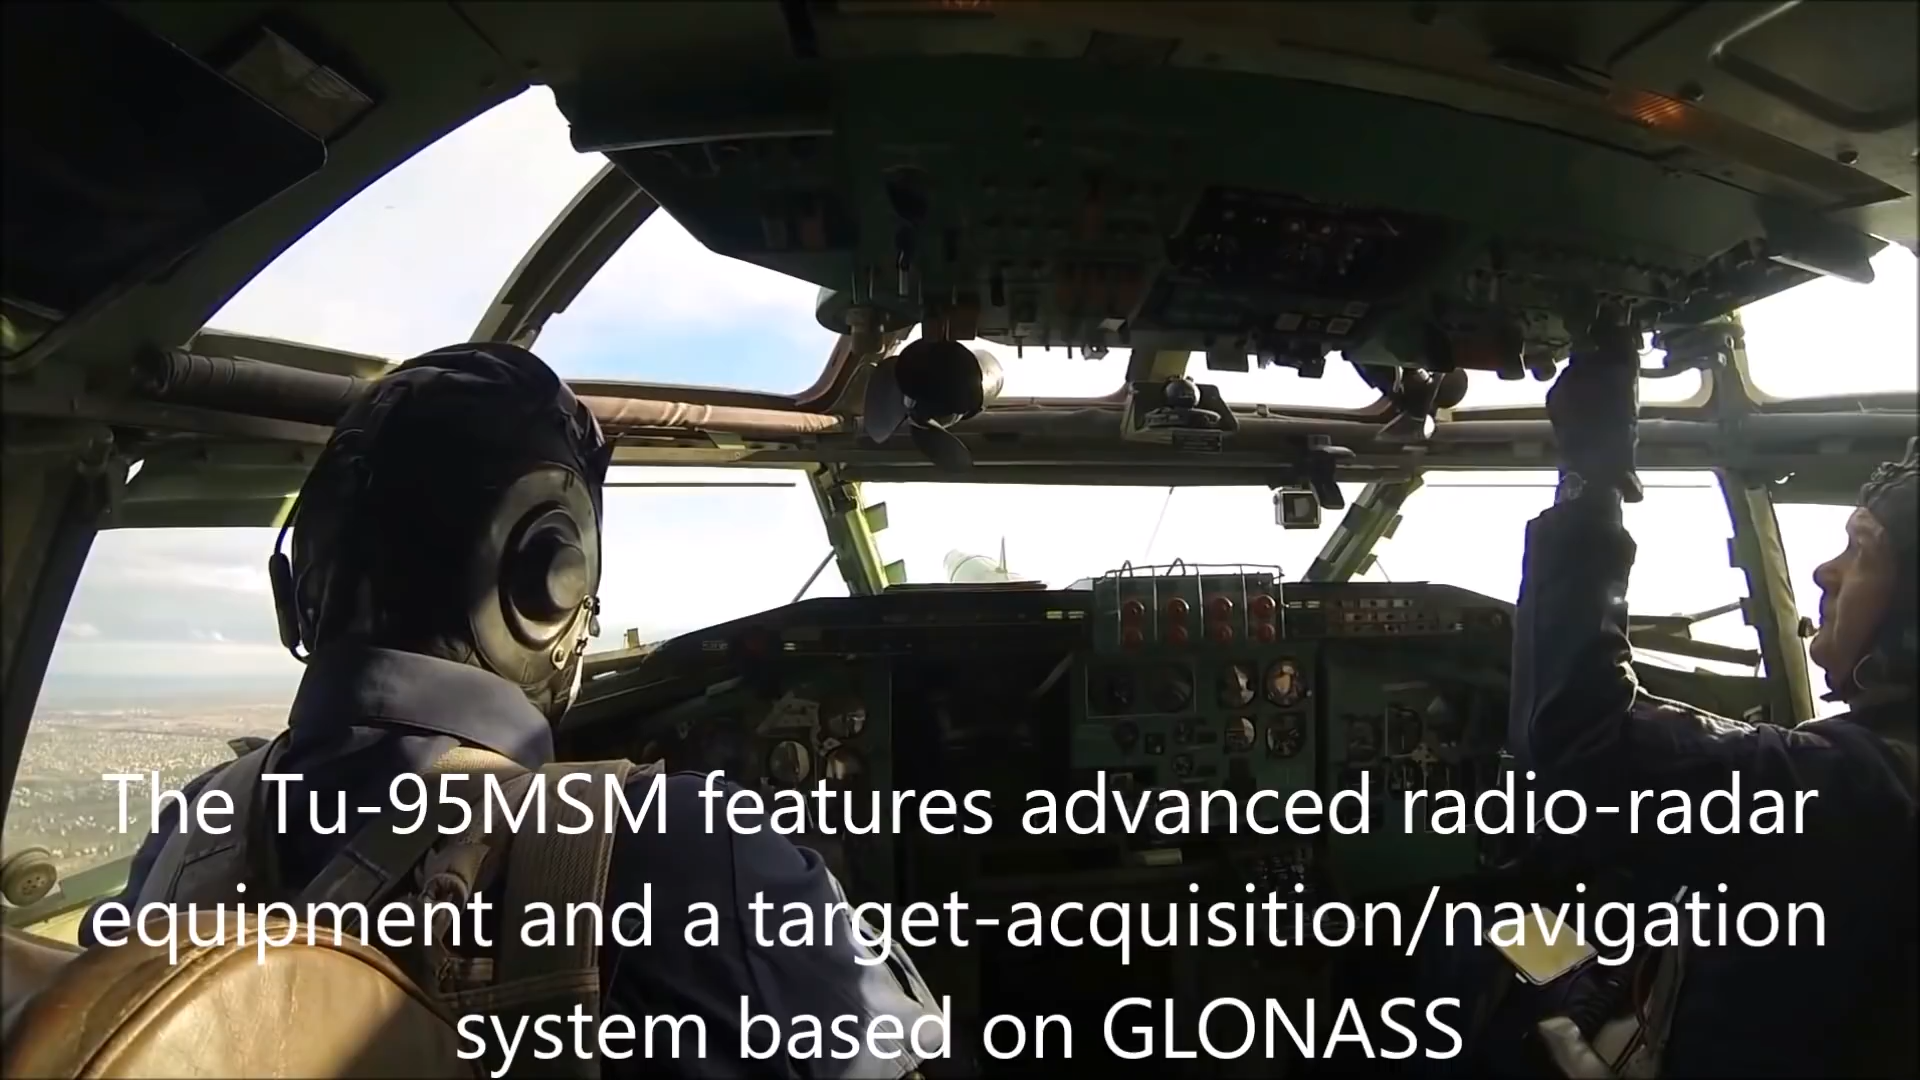 The Tu-95MSM features advanced radio-radar
equipment and a target-acquisition/navigation
system based on GLONASS